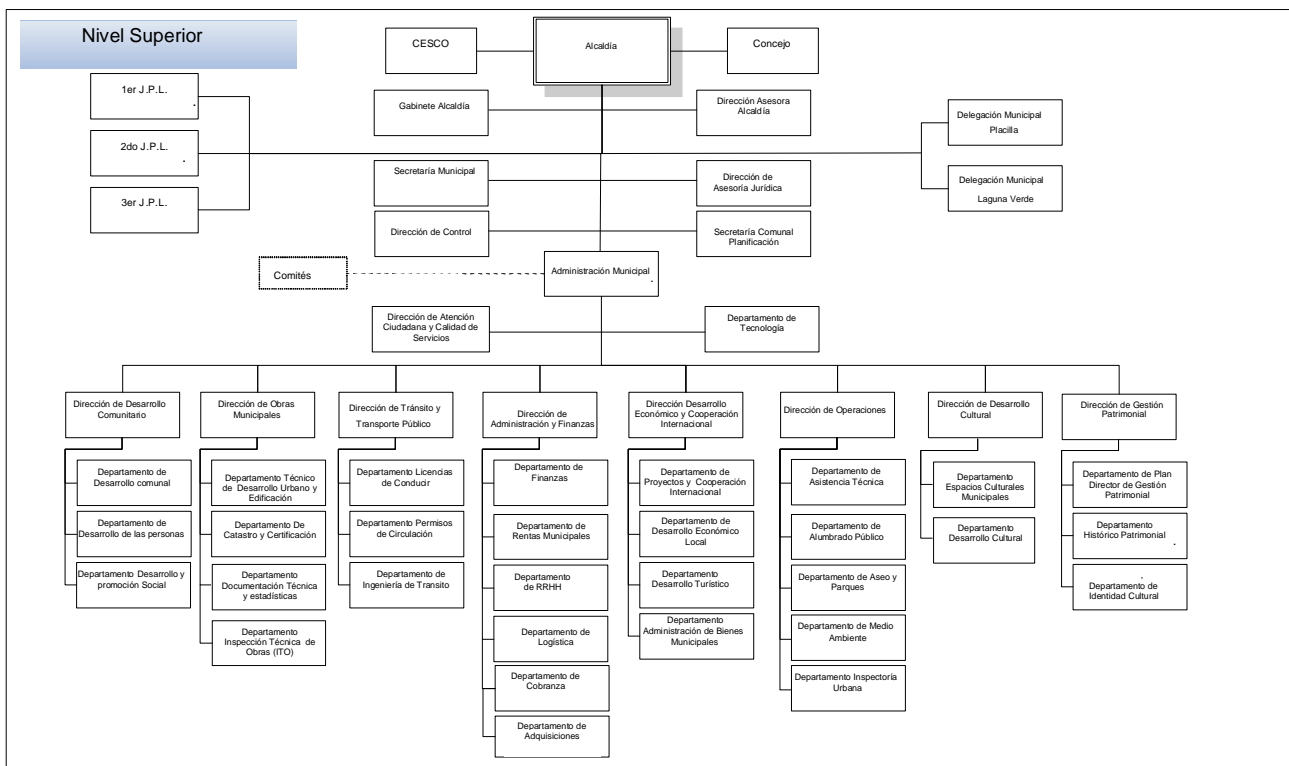 Nivel Superior
CESCO
Alcaldía
Concejo
1er J.P.L.
.
Gabinete Alcaldía
Dirección Asesora
Alcaldía
Delegación Municipal
Placilla
2do J.P.L.
.
Secretaría Municipal
Dirección de
Asesoría Jurídica
Delegación Municipal
Laguna Verde
3er J.P.L.
Dirección de Control
Secretaría Comunal
Planificación
Comités
Administración Municipal
.
Dirección de Atención
Ciudadana y Calidad de
Servicios
Departamento de
Tecnología
Dirección de Desarrollo
Comunitario
Departamento de
Desarrollo comunal
Departamento de
Desarrollo de las personas
Departamento Desarrollo y
promoción Social
Dirección de Obras
Municipales
Departamento Técnico
de Desarrollo Urbano y
Edificación
Departamento De
Catastro y Certificación
Departamento
Documentación Técnica
y estadísticas
Departamento
Inspección Técnica de
Obras (ITO)
Dirección de Tránsito y
Transporte Público
Departamento Licencias
de Conducir
Departamento Permisos
de Circulación
Departamento de
Ingeniería de Transito
Dirección de
Administración y Finanzas
Departamento de
Finanzas
Departamento de
Rentas Municipales
Departamento
de RRHH
Departamento de
Logística
Departamento de
Cobranza
Departamento de
Adquisiciones
Dirección Desarrollo
Económico y Cooperación
Internacional
Departamento de
Proyectos y Cooperación
Internacional
Departamento de
Desarrollo Económico
Local
Departamento
Desarrollo Turístico
Departamento
Administración de Bienes
Municipales
Dirección de Operaciones
Departamento de
Asistencia Técnica
Departamento de
Alumbrado Público
Departamento de Aseo y
Parques
Departamento de Medio
Ambiente
Departamento Inspectoría
Urbana
Dirección de Desarrollo
Cultural
Departamento
Espacios Culturales
Municipales
Departamento
Desarrollo Cultural
Dirección de Gestión
Patrimonial
Departamento de Plan
Director de Gestión
Patrimonial
Departamento
Histórico Patrimonial
.
.
Departamento de
Identidad Cultural